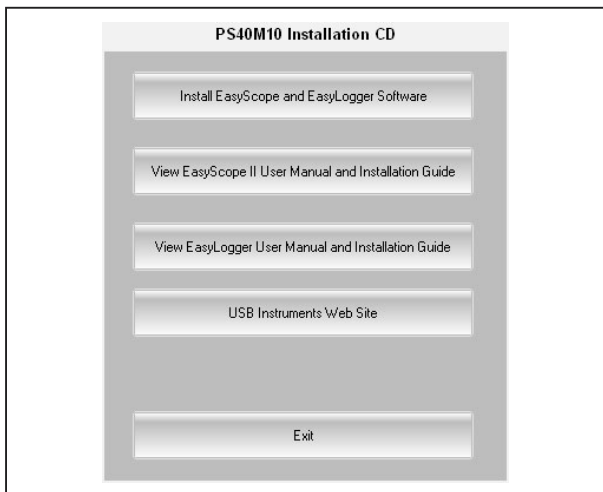 PS40M10 Installation CD
Install EasyScope and EasyLogger Software
View EasyScope II User Manual and Installation Guide
View EasyLogger User Manual and Installation Guide
USB Instruments Web Site
Exit